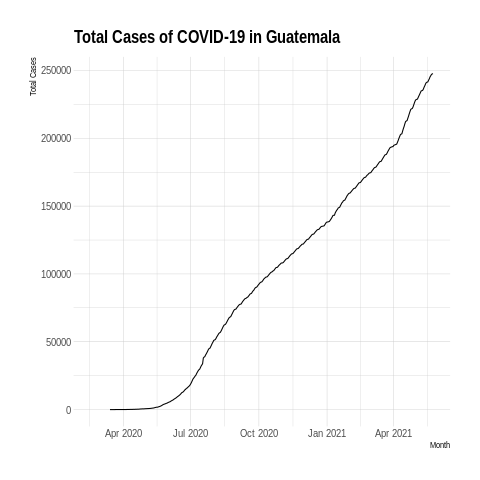 Total Cases of COVID-19 in Guatemala
Total Cases
250000
200000
150000
100000
50000
0
Apr 2020 Jul 2020 Oct 2020 Jan 2021 Apr 2021
Month